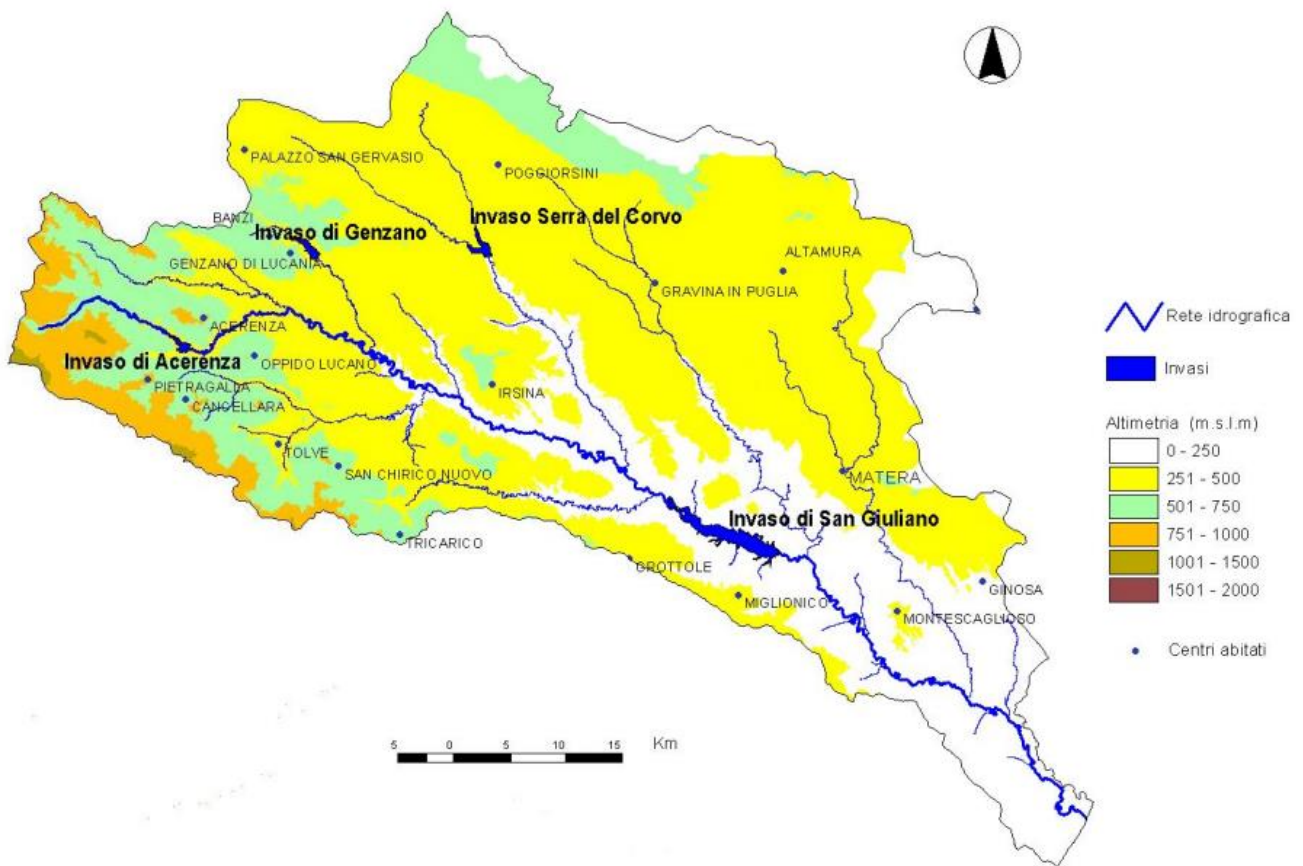 PALAZZO SAN GERVASIO
POGGIORSINI
BANZI
Invaso di Genzano
Invaso Serra del Corvo
GENZANO DI LUCANIA
ALTAMURA
GRAVINA IN PUGLIA
ACERENZA
Invaso di Acerenza
OPPIDO LUCANO
PIETRAGALLA
CANCELLARA
IRSINA
TOLVE
SAN CHIRICO NUOVO
MATERA
Invaso di San Giuliano
TRICARICO
GROTTOLE
MIGLIONICO
GINOSA
MONTESCAGLIOSO
Rete idrografica
Invasi
Altimetria (m.s.l.m)
0 - 250
251 - 500
501 - 750
751 - 1000
1001 - 1500
1501 - 2000
Centri abitati
5 0 5 10 15 Km